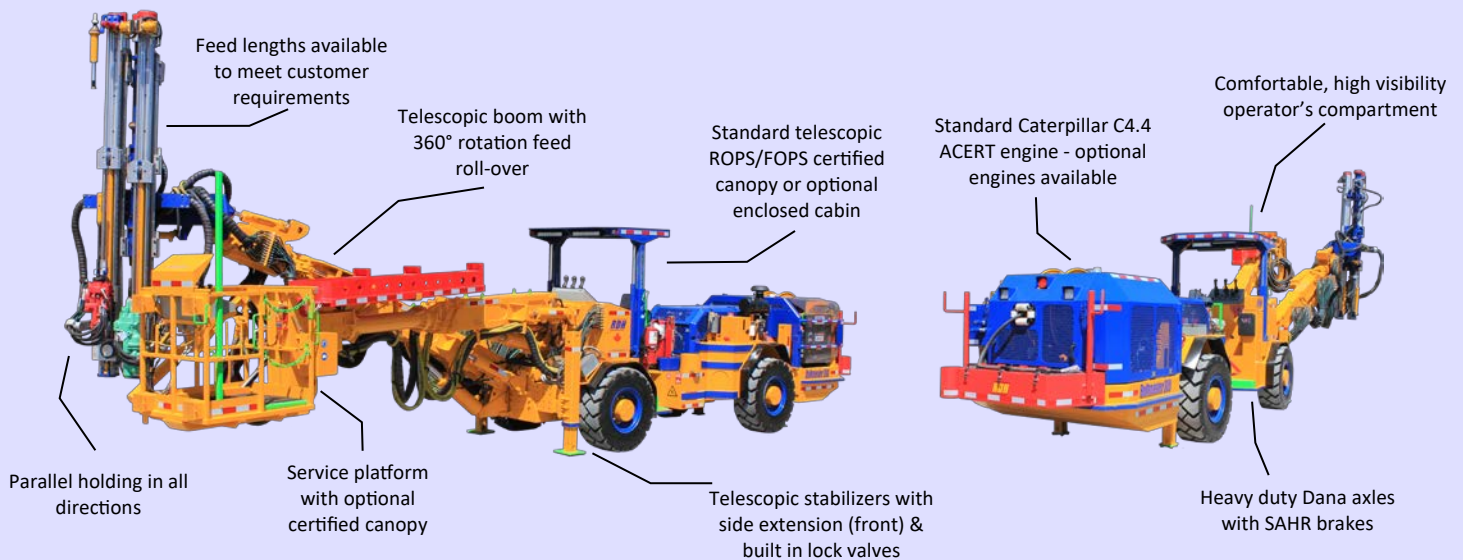 Feed lengths available
to meet customer
requirements
Telescopic boom with
360° rotation feed
roll-over
Standard telescopic
ROPS/FOPS certified
canopy or optional
enclosed cabin
Standard Caterpillar C4.4
ACERT engine - optional
engines available
Comfortable, high visibility
operator’s compartment
Parallel holding in all
directions
Service platform
with optional
certified canopy
Telescopic stabilizers with
side extension (front) &
built in lock valves
Heavy duty Dana axles
with SAHR brakes
RDH
RDH